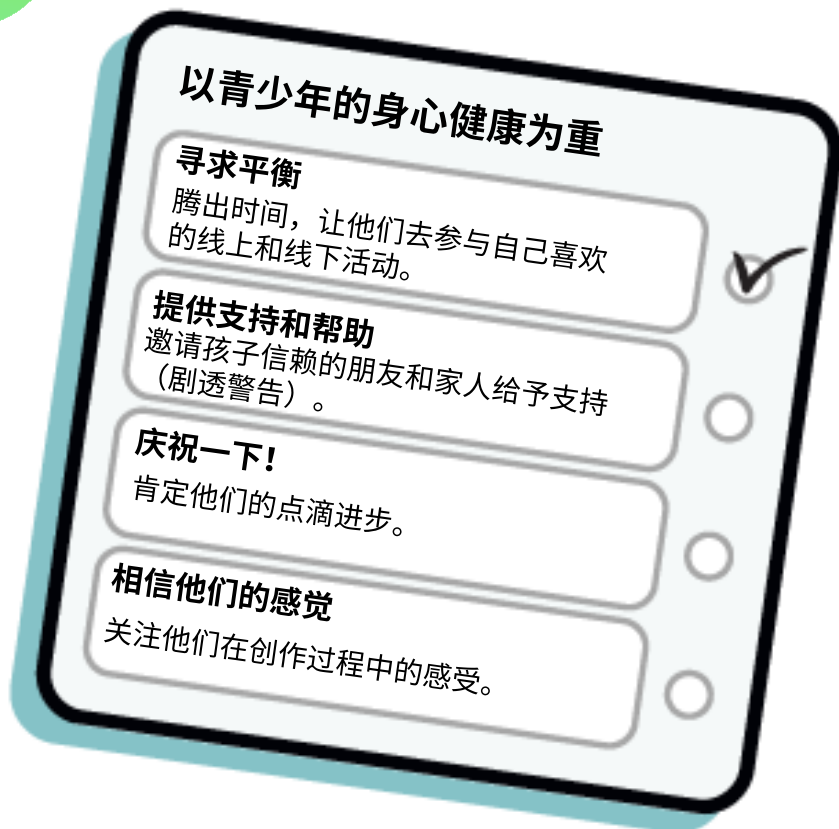 以青少年的身心健康为重
寻求平衡
腾出时间，让他们去参与自己喜欢
的线上和线下活动。
提供支持和帮助
邀请孩子信赖的朋友和家人给予支持
（剧透警告）。
庆祝一下！
肯定他们的点滴进步。
相信他们的感觉
关注他们在创作过程中的感受。